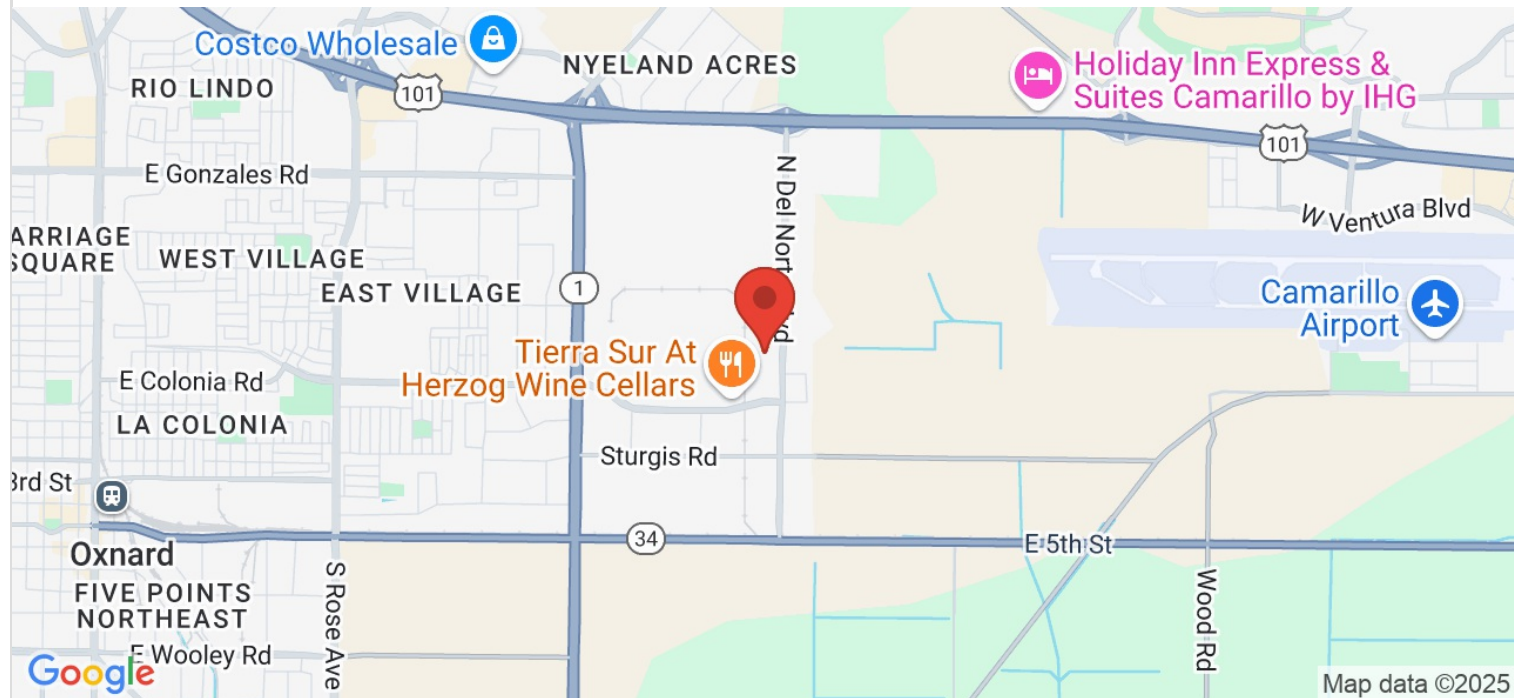 Costco Wholesale
NYELAND ACRES
Holiday Inn Express &
Suites Camarillo by IHG
RIO LINDO
101
101
E Gonzales Rd
N Del Nort
vd
W Ventura Blvd
ARRIAGE
SQUARE
WEST VILLAGE
EAST VILLAGE
1
Camarillo
Airport
Tierra Sur At
Herzog Wine Cellars
E Colonia Rd
LA COLONIA
Sturgis Rd
3rd St
34
E 5th St
Oxnard
FIVE POINTS
NORTHEAST
S Rose Ave
Wood Rd
E Wooley Rd
Google
Map data ©2025